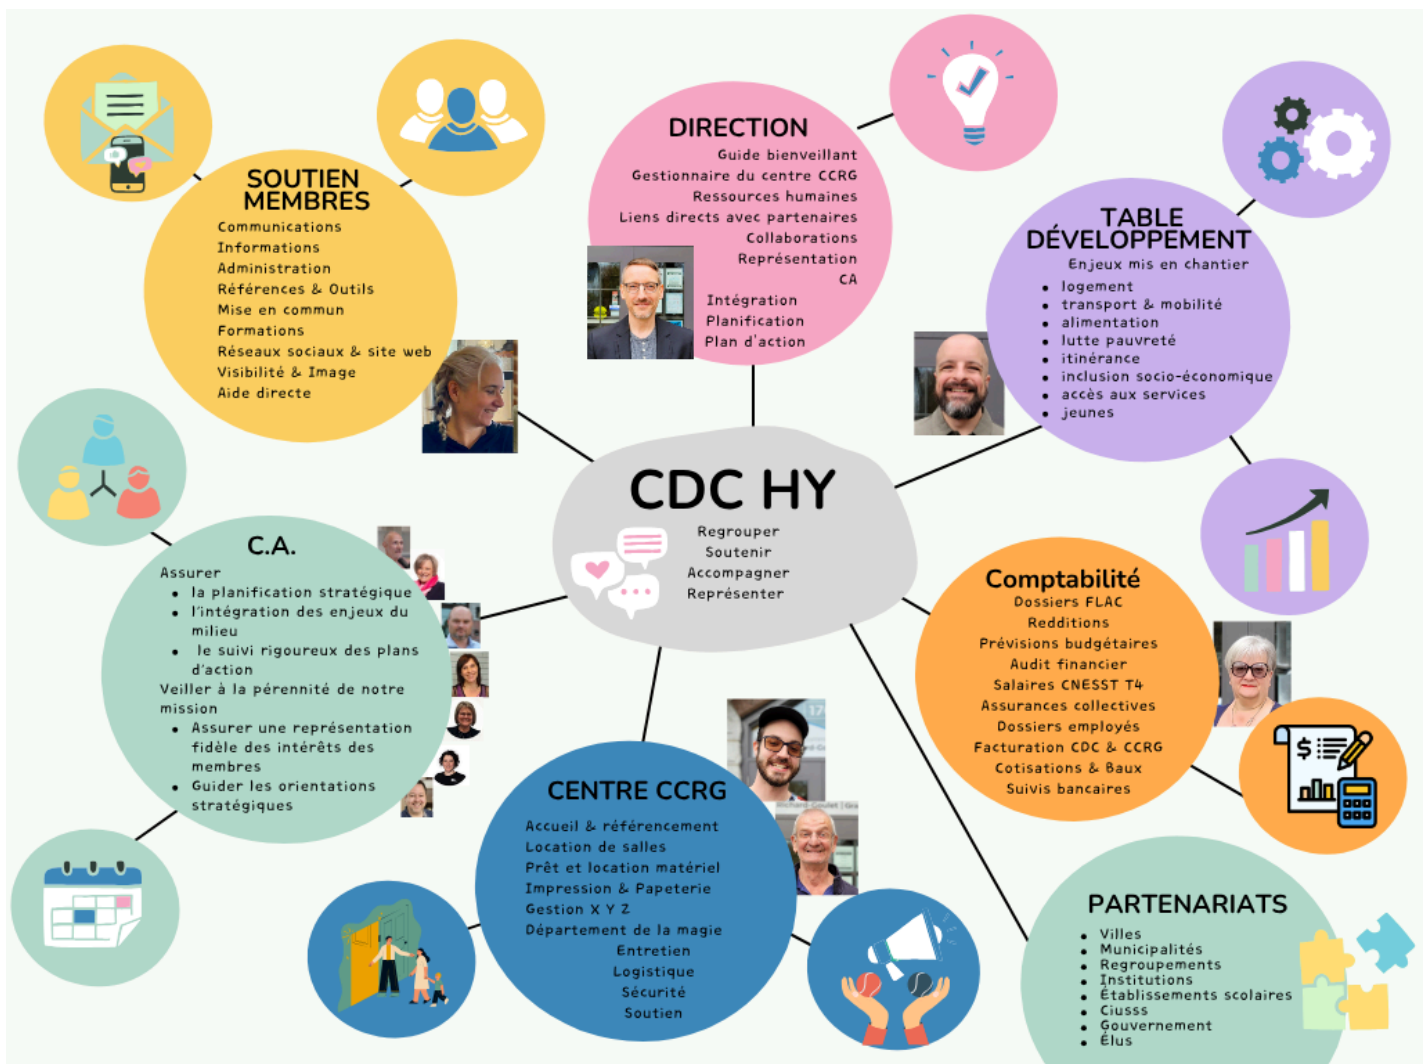 SOUTIEN
MEMBRES
Communications
Informations
Administration
Références & Outils
Mise en commun
Formations
Réseaux sociaux & site web
Visibilité & Image
Aide directe
DIRECTION
Guide bienveillant
Gestionnaire du centre CCRG
Ressources humaines
Liens directs avec partenaires
Collaborations
Représentation
CA
Intégration
Planification
Plan d'action
TABLE
DÉVELOPPEMENT
Enjeux mis en chantier
• logement
• transport & mobilité
• alimentation
• lutte pauvreté
• itinérance
• inclusion socio-économique
• accès aux services
• jeunes
CDC HY
Regrouper
Soutenir
Accompagner
Représenter
C.A.
Assurer
• la planification stratégique
• l'intégration des enjeux du
milieu
• le suivi rigoureux des plans
d'action
Veiller à la pérennité de notre
mission
• Assurer une représentation
fidèle des intérêts des
membres
• Guider les orientations
stratégiques
Comptabilité
Dossiers FLAC
Redditions
Prévisions budgétaires
Audit financier
Salaires CNESST T4
Assurances collectives
Dossiers employés
Facturation CDC & CCRG
Cotisations & Baux
Suivis bancaires
$
CENTRE CCRG
Accueil & référencement
Location de salles
Prêt et location matériel
Impression & Papeterie
Gestion X Y Z
Département de la magie
Entretien
Logistique
Sécurité
Soutien
Richard-Goulet
PARTENARIATS
• Villes
• Municipalités
• Regroupements
• Institutions
• Établissements scolaires
• Ciusss
• Gouvernement
• Élus